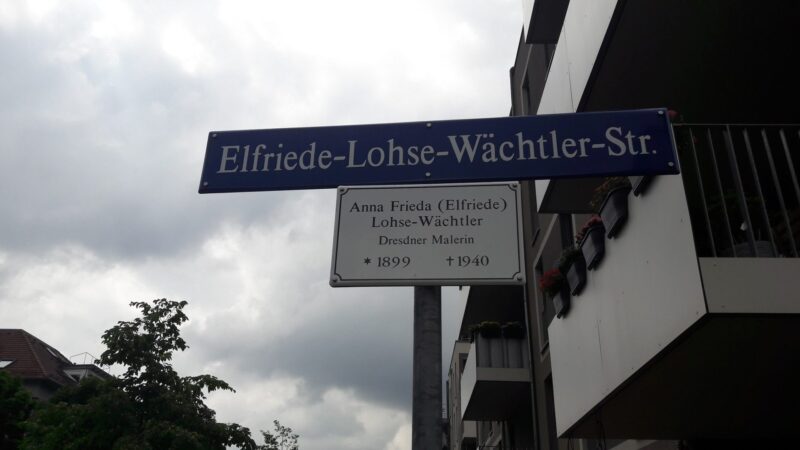 Elfriede-Lohse-Wächtler-Str.
Anna Frieda (Elfriede)
Lohse-Wächtler
Dresdner Malerin
* 1899 † 1940